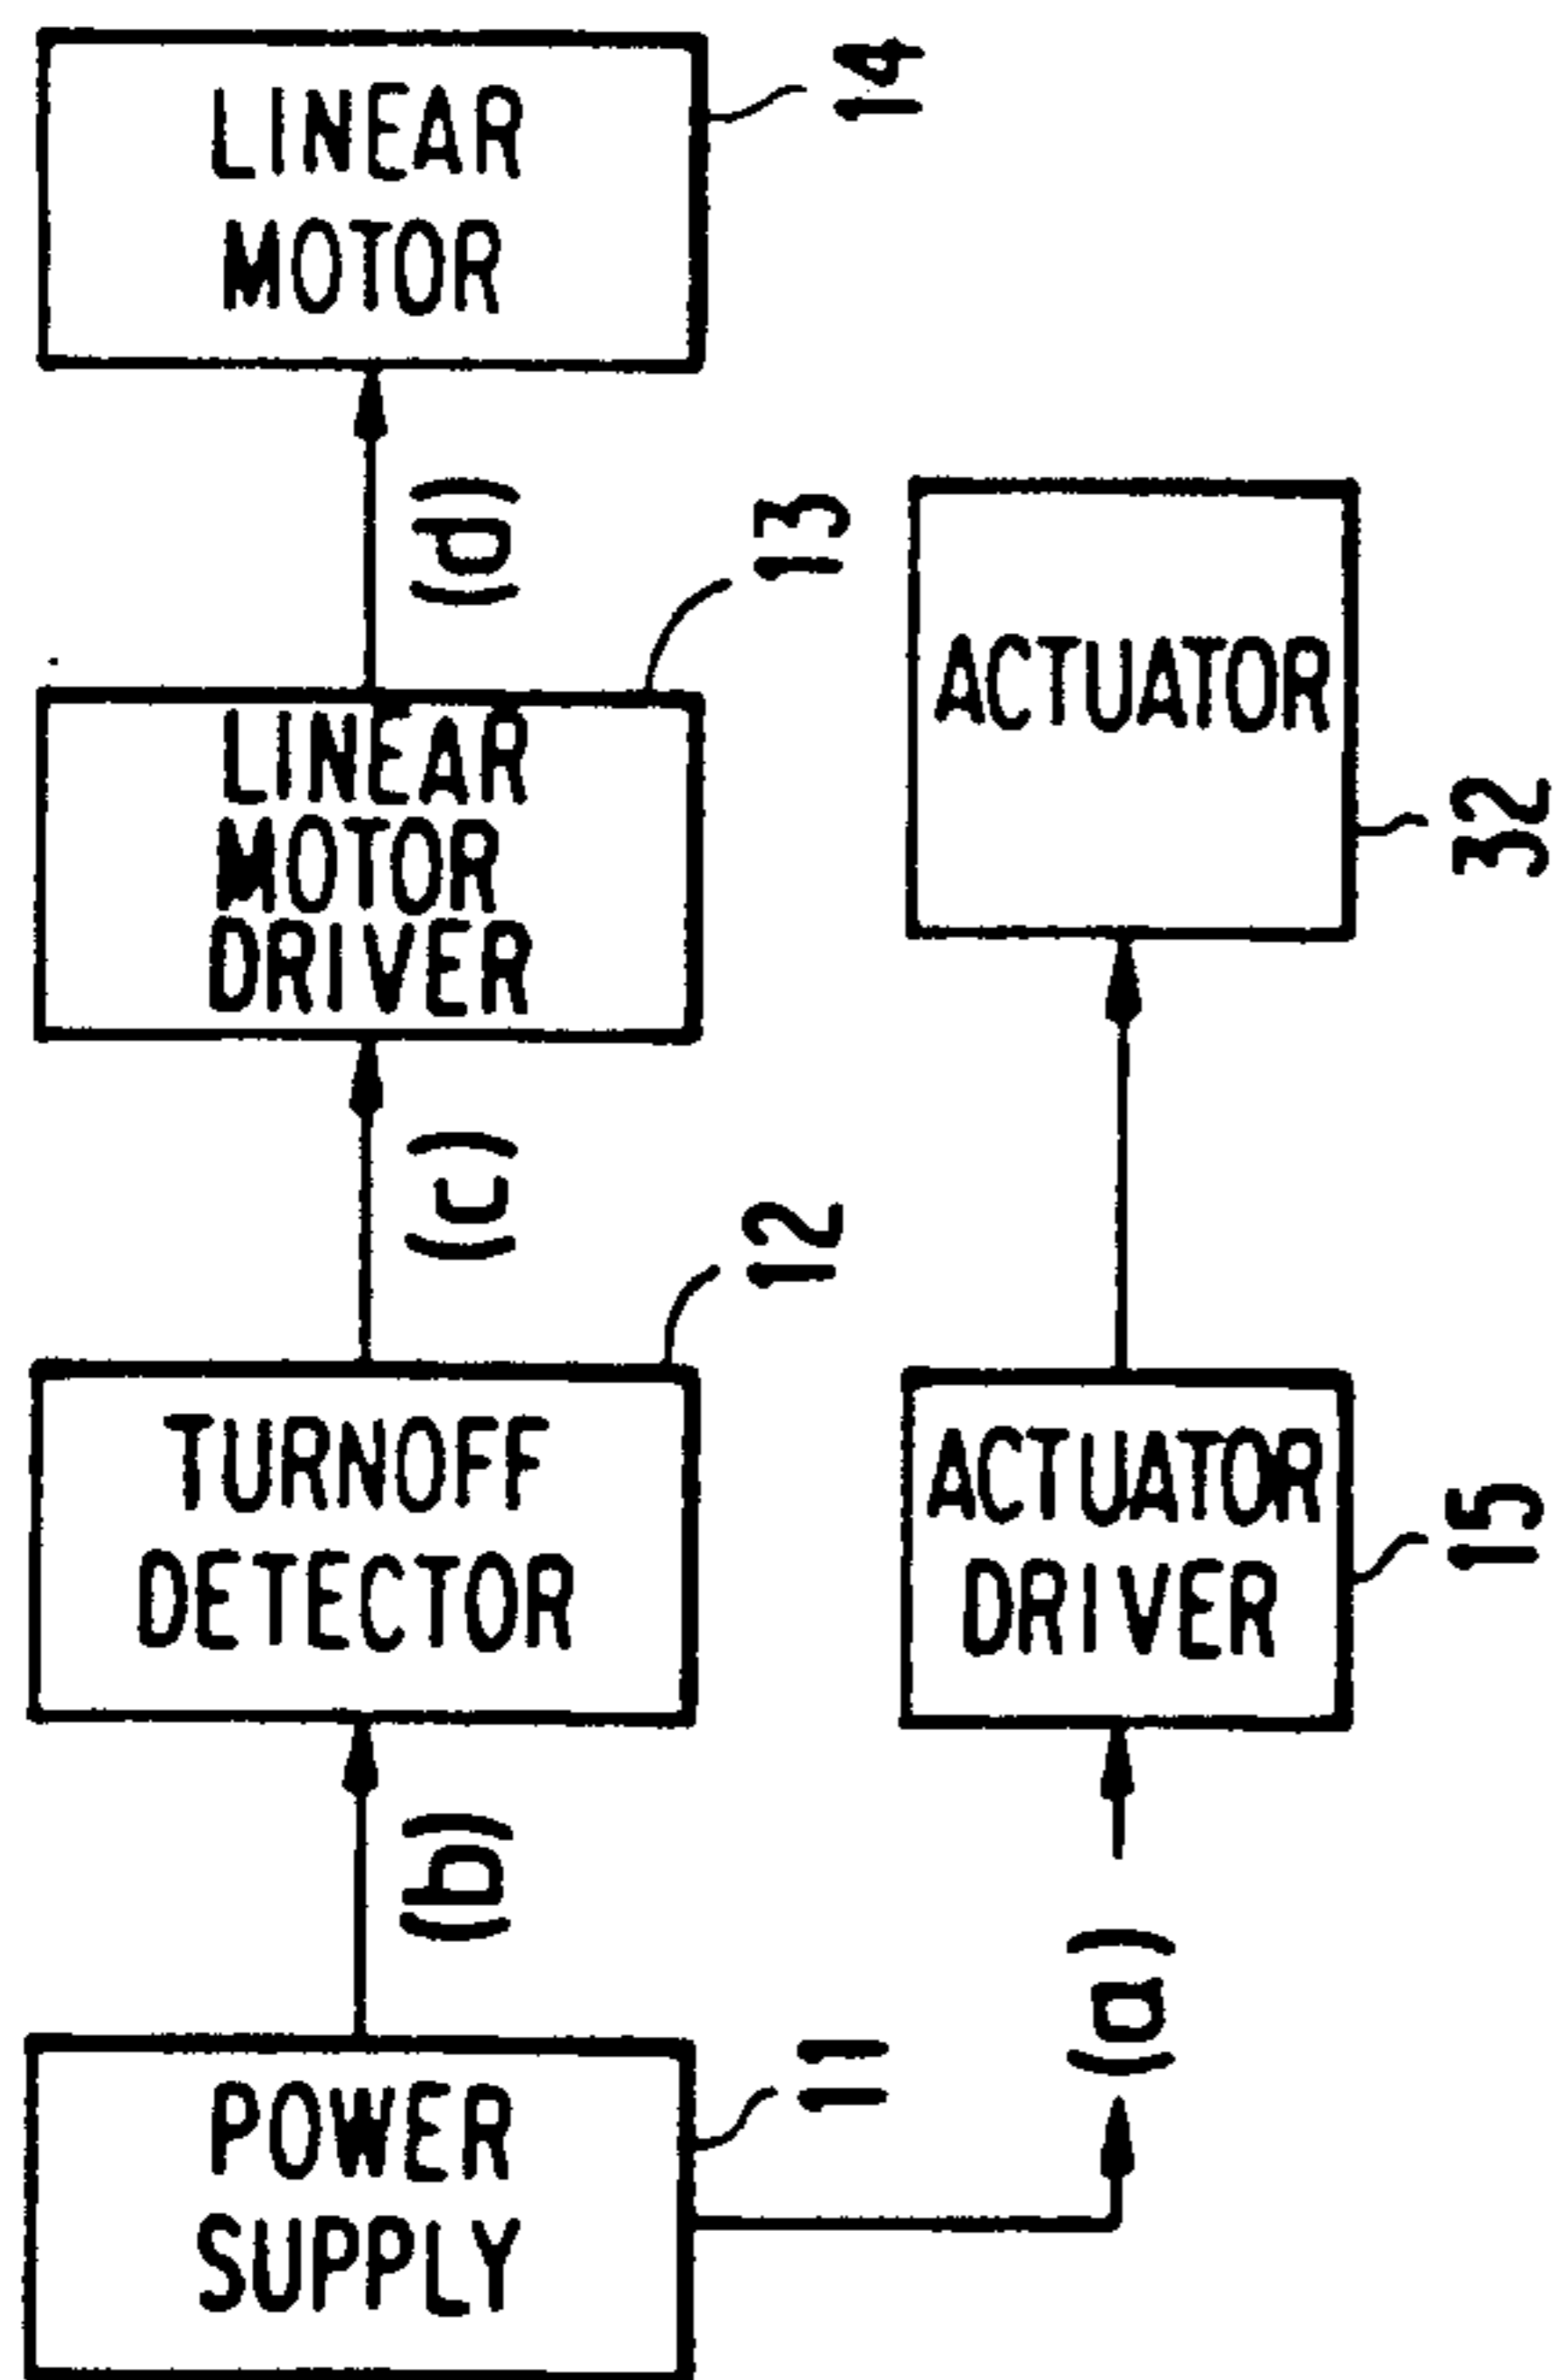 LINEAR
MOTOR
14
(d)
13
LINEAR
MOTOR
DRIVER
ACTUATOR
32
(c)
12
TURNOFF
DETECTOR
ACTUATOR
DRIVER
15
(b)
(a)
POWER
SUPPLY
11